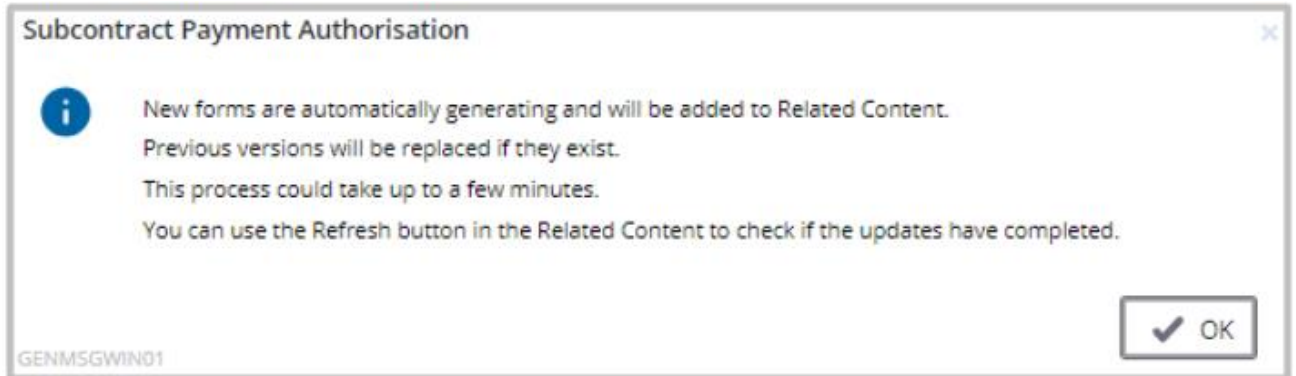 Subcontract Payment Authorisation
New forms are automatically generating and will be added to Related Content.
Previous versions will be replaced if they exist.
This process could take up to a few minutes.
You can use the Refresh button in the Related Content to check if the updates have completed.
OK
GENMSGWIN01